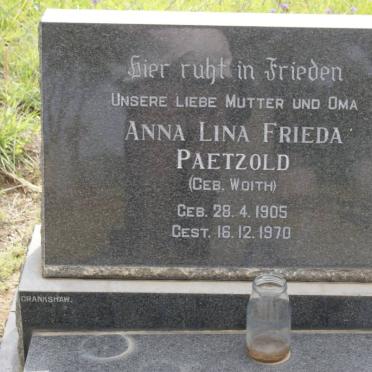 Hier ruht in Frieden
Unsere liebe Mutter und Oma
Anna Lina Frieda
Paetzold
(Geb. Woith)
Geb. 28. 4. 1905
Gest. 16. 12. 1970
CRANKSHAW.